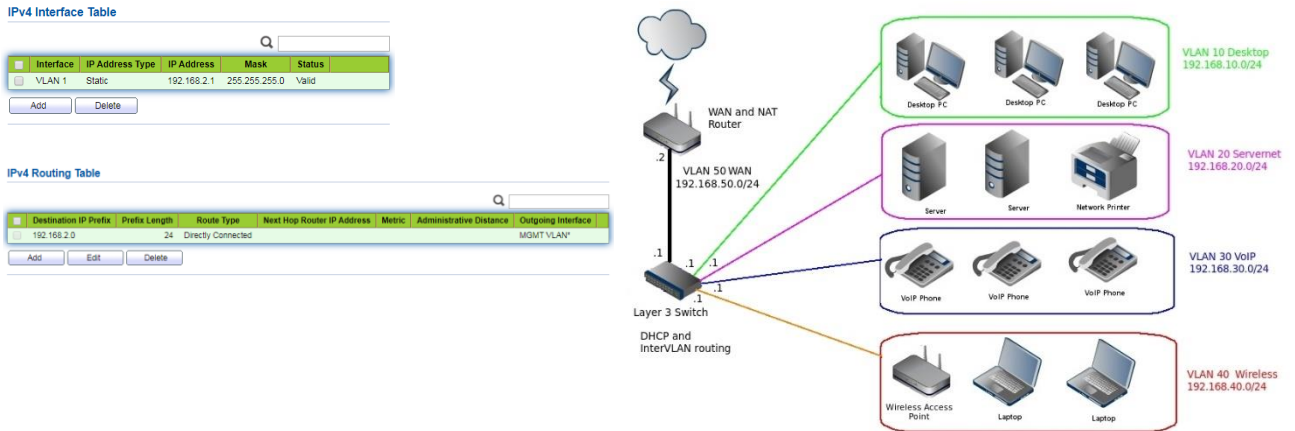 IPv4 Interface Table
Interface IP Address Type IP Address Mask Status
VLAN 1 Static 192.168.2.1 255.255.255.0 Valid
Add Delete
IPv4 Routing Table
Destination IP Prefix Prefix Length Route Type Next Hop Router IP Address Metric Administrative Distance Outgoing Interface
192.168.2.0 24 Directly Connected MGMT VLAN*
Add Edit Delete
WAN and NAT
Router
.2
VLAN 50 WAN
192.168.50.0/24
.1
.1
.1
.1
.1
Layer 3 Switch
DHCP and
InterVLAN routing
Desktop PC
Desktop PC
Desktop PC
VLAN 10 Desktop
192.168.10.0/24
Server
Server
Network Printer
VLAN 20 Servernet
192.168.20.0/24
VoIP Phone
VoIP Phone
VoIP Phone
VLAN 30 VoIP
192.168.30.0/24
Wireless Access
Point
Laptop
Laptop
VLAN 40 Wireless
192.168.40.0/24